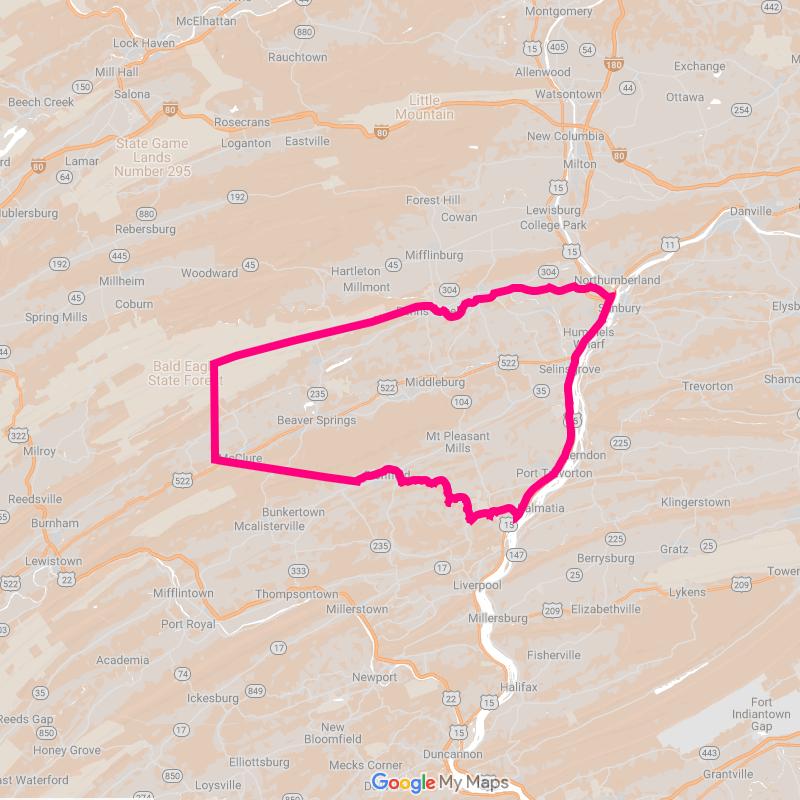 Montgomery
442
McElhattan
880
Lock Haven
15
405
54
Rauchtown
180
Exchange
Mill Hall
Allenwood
150
Salona
Watsontown
44
Ottawa
Beech Creek
Little
Mountain
80
254
Rosecrans
80
Loganton
Eastville
New Columbia
State Game
Lands
Number 295
80
80
Lamar
Milton
64
192
15
Forest Hill
Lewisburg
College Park
Danville
880
Cowan
Rebersburg
11
445
Mifflinburg
15
192
45
45
304
Millheim
Woodward
Hartleton
Millmont
304
Northumberland
45
Coburn
Spring Mills
Sunbury
Hummels
Wharf
Bald Eagle
State Forest
522
Selinsgrove
Middleburg
522
Trevorton
235
35
104
Beaver Springs
322
Mt Pleasant
Mills
225
Milroy
McClure
Port Trevorton
522
Reedsville
Klingerstown
Bunkertown
Mcalisterville
Dalmatia
15
Burnham
225
Gratz
25
235
147
Berrysburg
Lewistown
333
17
25
22
Liverpool
Lykens
209
522
Mifflintown
Thompsontown
Millerstown
Elizabethville
Millersburg
209
Port Royal
17
Academia
Fisherville
74
Newport
Halifax
35
849
Ickesburg
22
15
Fort
Indiantown
Gap
17
New
Bloomfield
15
850
Honey Grove
Duncannon
443
Elliottsburg
Mecks Corner
850
Grantville
Loysville
Google My Maps